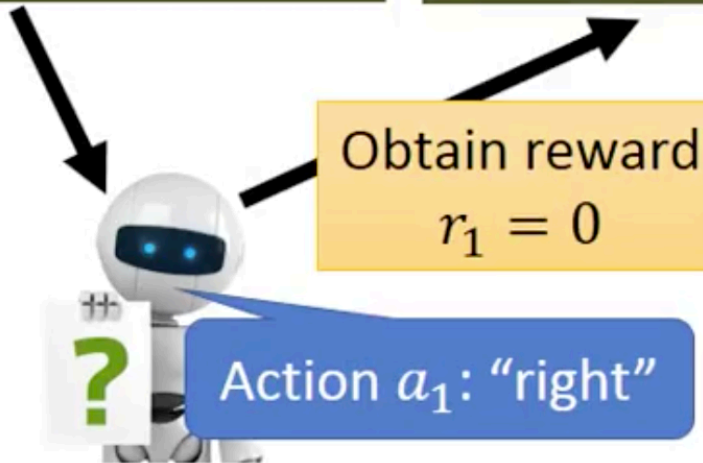 Obtain reward
r₁ = 0
?
Action a₁: “right”